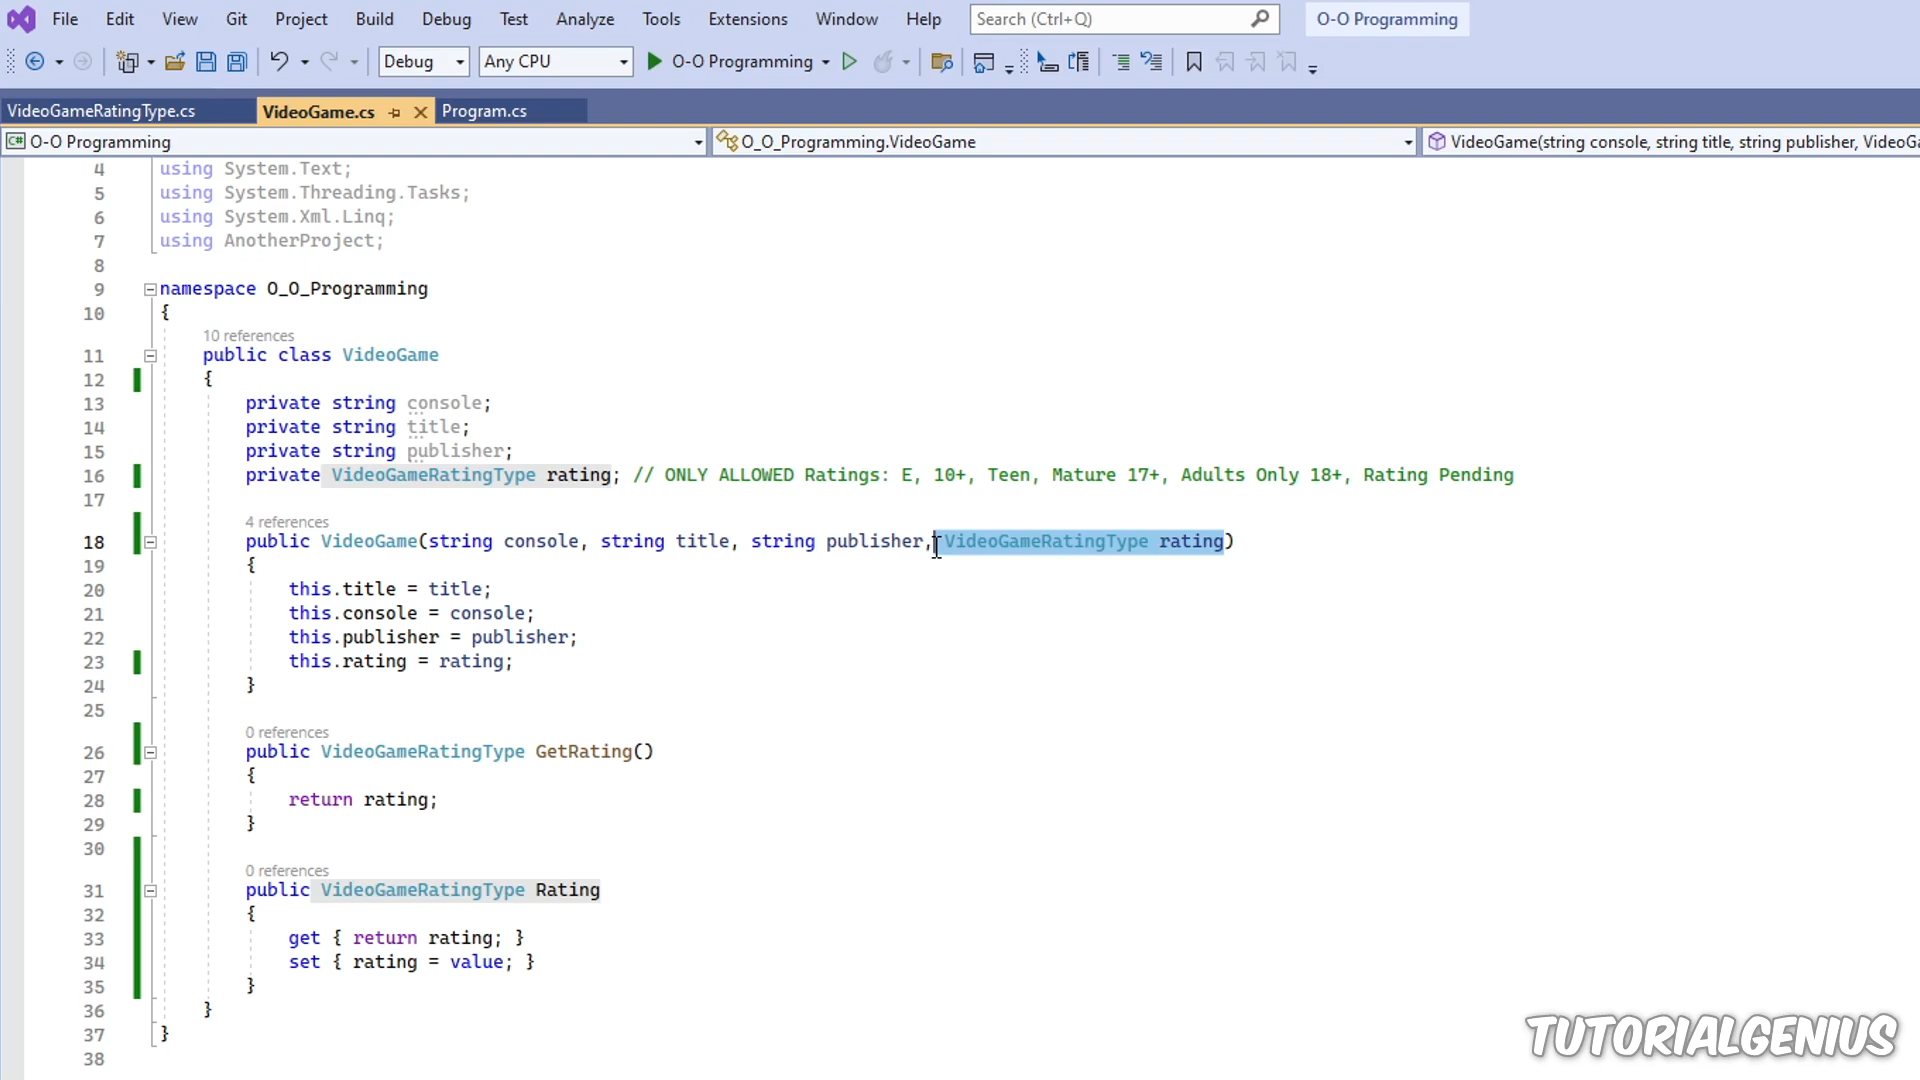 File Edit View Git Project Build Debug Test Analyze Tools Extensions Window Help Search (Ctrl+Q) O-O Programming
Debug Any CPU O-O Programming
VideoGameRatingType.cs VideoGame.cs Program.cs
C# O-O Programming O_O_Programming.VideoGame VideoGame(string console, string title, string publisher, VideoGa
4 using System.Text;
5 using System.Threading.Tasks;
6 using System.Xml.Linq;
7 using AnotherProject;
8
9 namespace O_O_Programming
10 {
10 references
11 public class VideoGame
12 {
13 private string console;
14 private string title;
15 private string publisher;
16 private VideoGameRatingType rating; // ONLY ALLOWED Ratings: E, 10+, Teen, Mature 17+, Adults Only 18+, Rating Pending
17
4 references
18 public VideoGame(string console, string title, string publisher, VideoGameRatingType rating)
19 {
20 this.title = title;
21 this.console = console;
22 this.publisher = publisher;
23 this.rating = rating;
24 }
25
0 references
26 public VideoGameRatingType GetRating()
27 {
28 return rating;
29 }
30
0 references
31 public VideoGameRatingType Rating
32 {
33 get { return rating; }
34 set { rating = value; }
35 }
36 }
37 }
38
TUTORIALGENIUS